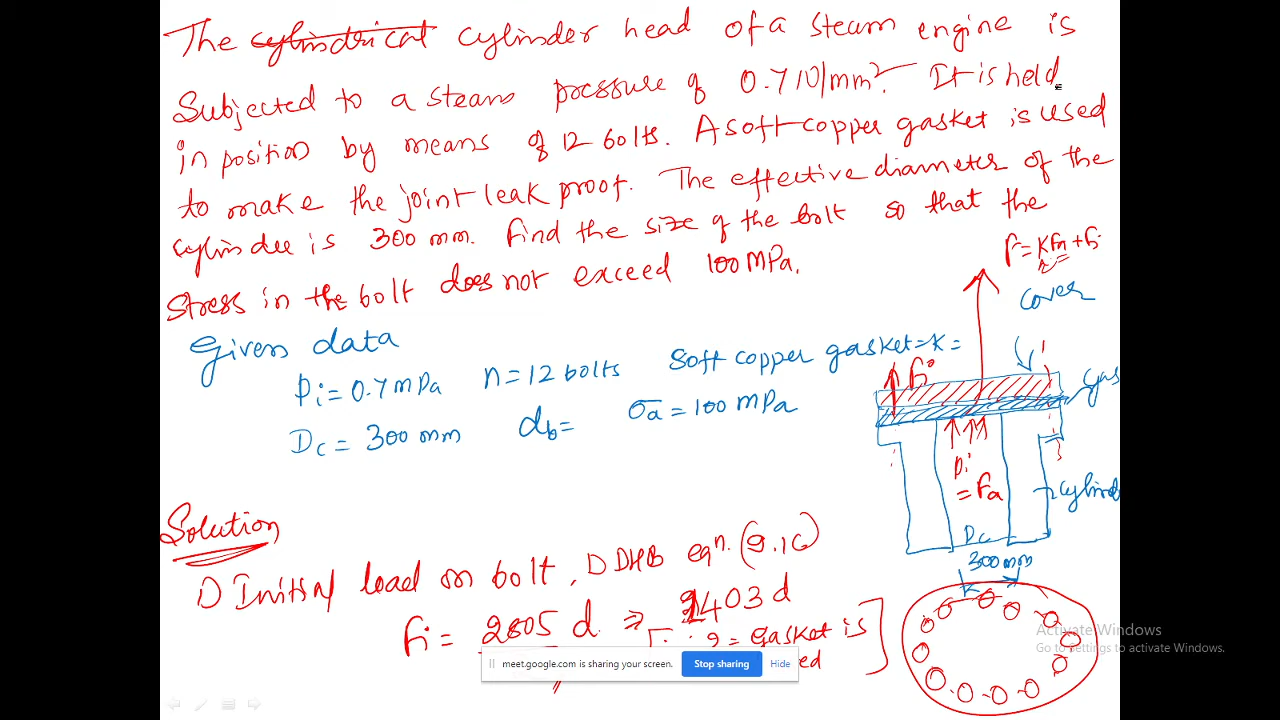 The cylindrical cylinder head of a steam engine is
subjected to a steam pressure of 0.7 N/mm². It is held
in position by means of 12 bolts. A soft copper gasket is used
to make the joint leak proof. The effective diameter of the
cylinder is 300 mm. Find the size of the bolt so that the
stress in the bolt does not exceed 100 MPa.
F = KFa + Fi
cover
Given data
Pi = 0.7 MPa n = 12 bolts Soft copper gasket = K =
Dc = 300 mm db = σa = 100 MPa
Fi
gas
Pi
= Fa
cylind
Dc
300 mm
Solution
1) Initial load on bolt, DDHB eqn. (9.1c)
Fi = 2805 d ⇒ 1403 d
= gasket is
ed
meet.google.com is sharing your screen. Stop sharing Hide
Activate Windows
Go to Settings to activate Windows.